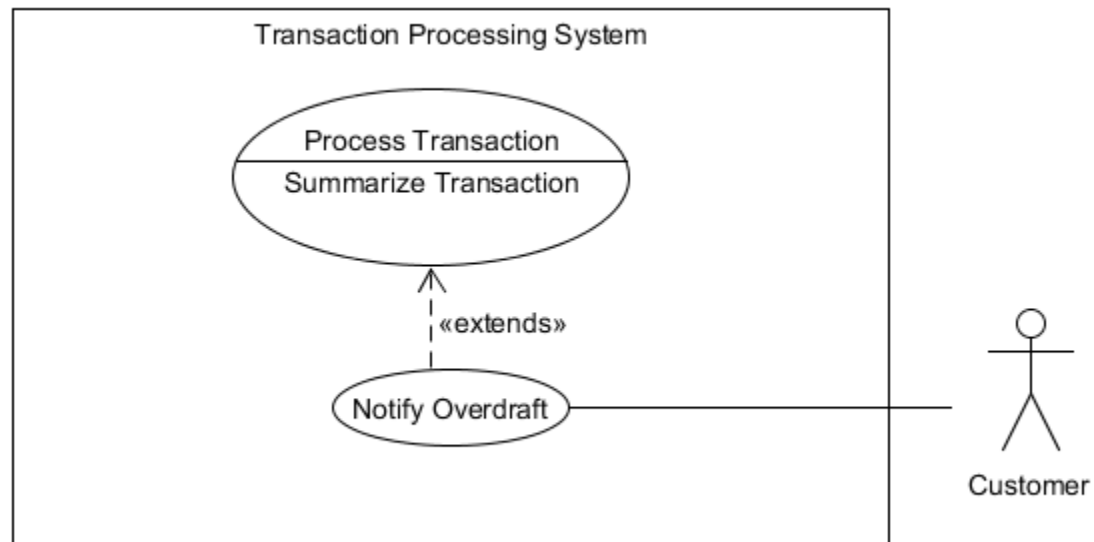 Transaction Processing System
Process Transaction
Summarize Transaction
«extends»
Notify Overdraft
Customer